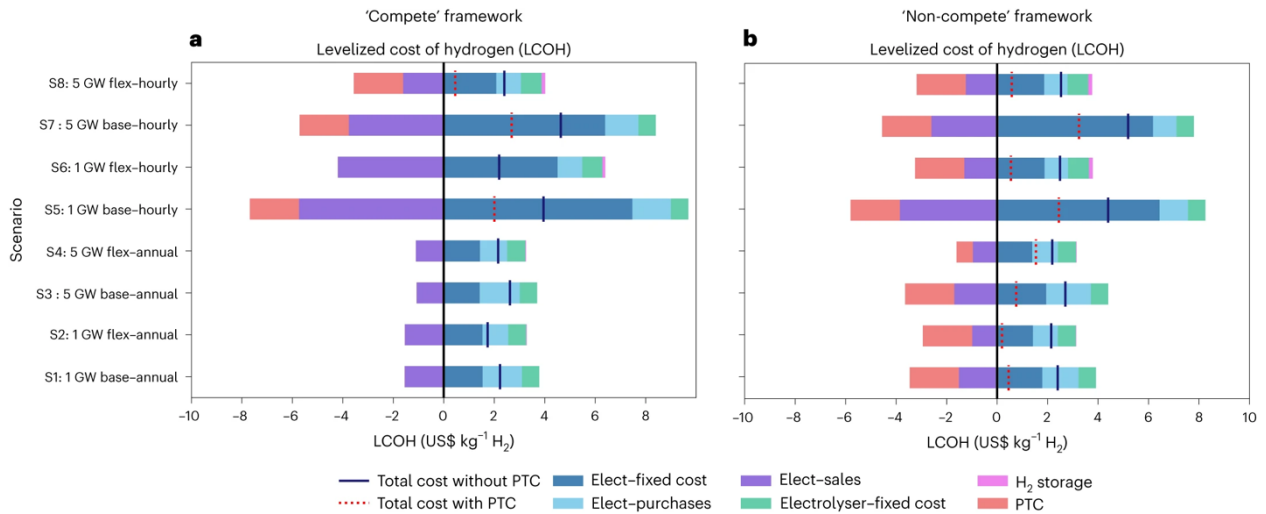 ‘Compete’ framework
a
Levelized cost of hydrogen (LCOH)
Scenario
S8: 5 GW flex–hourly
S7 : 5 GW base–hourly
S6: 1 GW flex–hourly
S5: 1 GW base–hourly
S4: 5 GW flex–annual
S3 : 5 GW base–annual
S2: 1 GW flex–annual
S1: 1 GW base–annual
–10 –8 –6 –4 –2 0 2 4 6 8
LCOH (US$ kg⁻¹ H₂)
‘Non-compete’ framework
b
Levelized cost of hydrogen (LCOH)
–10 –8 –6 –4 –2 0 2 4 6 8 10
LCOH (US$ kg⁻¹ H₂)
Total cost without PTC
Total cost with PTC
Elect–fixed cost
Elect–purchases
Elect–sales
Electrolyser–fixed cost
H₂ storage
PTC